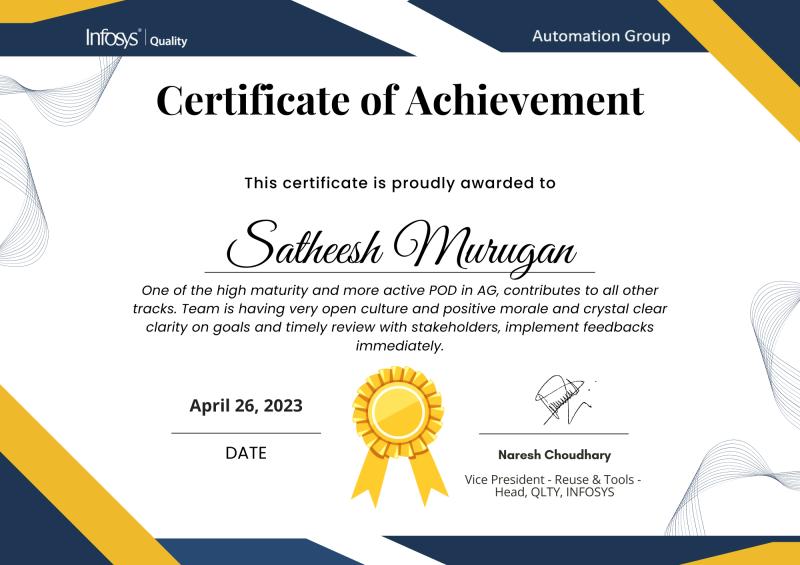 Infosys® | Quality
Automation Group
Certificate of Achievement
This certificate is proudly awarded to
Satheesh Murugan
One of the high maturity and more active POD in AG, contributes to all other
tracks. Team is having very open culture and positive morale and crystal clear
clarity on goals and timely review with stakeholders, implement feedbacks
immediately.
April 26, 2023
DATE
Naresh Choudhary
Vice President - Reuse & Tools -
Head, QLTY, INFOSYS